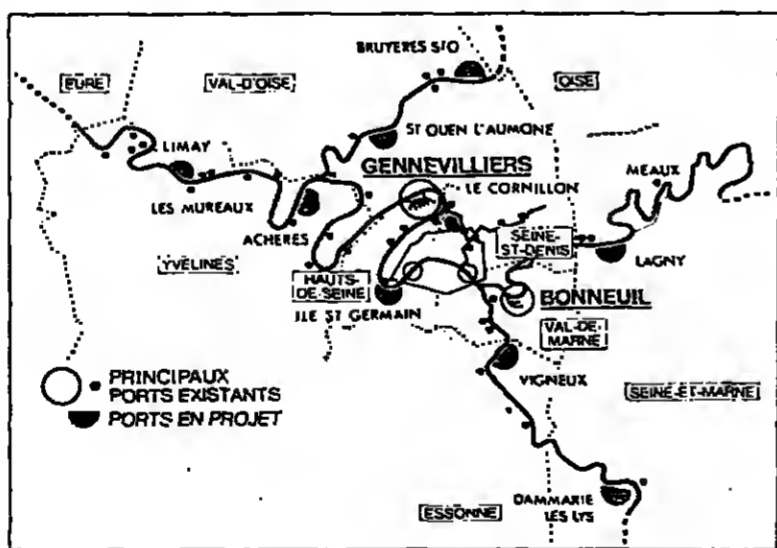 BRUYERES S/O
EURE
VAL-D'OISE
OISE
LIMAY
ST OUEN L'AUMONE
GENNEVILLIERS
MEAUX
LE CORNILLON
LES MUREAUX
ACHERES
SEINE-
ST-DENIS
LAGNY
YVELINES
HAUTS-
DE-SEINE
ILE ST GERMAIN
BONNEUIL
VAL-DE-
MARNE
VIGNEUX
SEINE-ET-MARNE
PRINCIPAUX
PORTS EXISTANTS
PORTS EN PROJET
DAMMARIE
LES LYS
ESSONNE